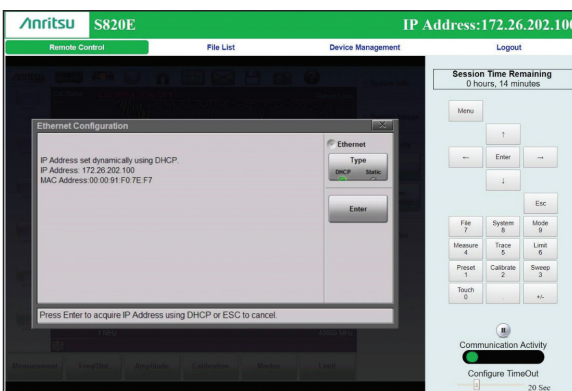 Anritsu S820E IP Address:172.26.202.100
Remote Control File List Device Management Logout
Session Time Remaining
0 hours, 14 minutes
Ethernet Configuration
IP Address set dynamically using DHCP.
IP Address: 172.26.202.100
MAC Address:00:00:91:F0:7E:F7
Ethernet
Type
DHCP Static
Enter
Press Enter to acquire IP Address using DHCP or ESC to cancel.
Menu
↑
← Enter →
↓
Esc
File System Mode
7 8 9
Measure Trace Limit
4 5 6
Preset Calibrate Sweep
1 2 3
Touch
0 . +/-
Communication Activity
Configure TimeOut
20 Sec